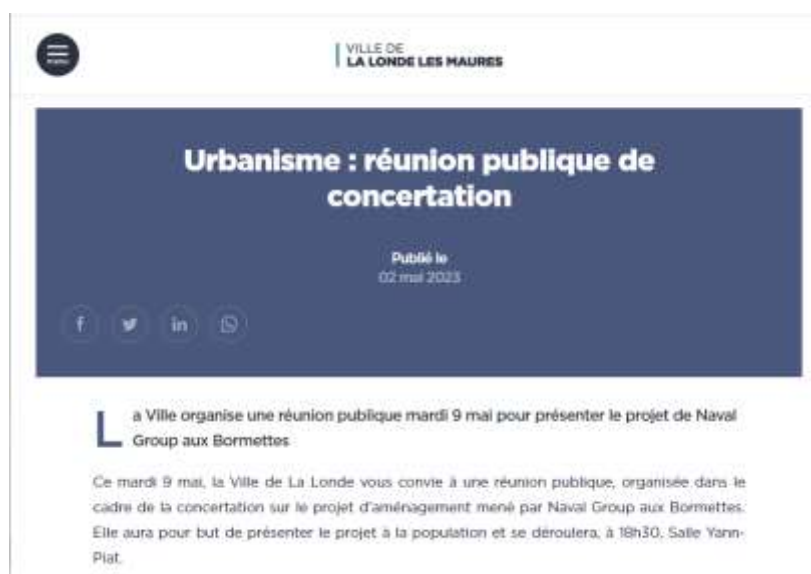 menu
VILLE DE
LA LONDE LES MAURES
Urbanisme : réunion publique de
concertation
Publié le
02 mai 2023
La Ville organise une réunion publique mardi 9 mai pour présenter le projet de Naval
Group aux Bormettes
Ce mardi 9 mai, la Ville de La Londe vous convie à une réunion publique, organisée dans le
cadre de la concertation sur le projet d'aménagement mené par Naval Group aux Bormettes.
Elle aura pour but de présenter le projet à la population et se déroulera, à 18h30, Salle Yann-
Piat.